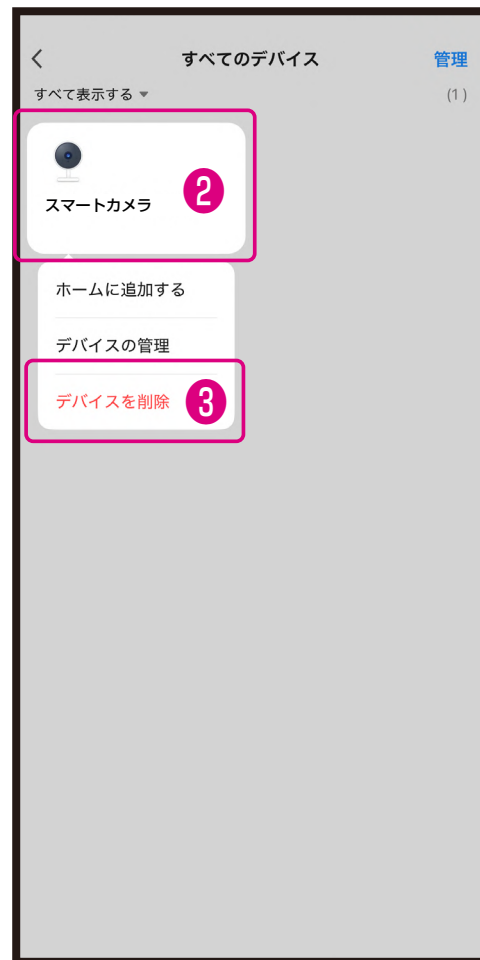 すべてのデバイス 管理
すべて表示する (1)
スマートカメラ 2
ホームに追加する
デバイスの管理
デバイスを削除 3